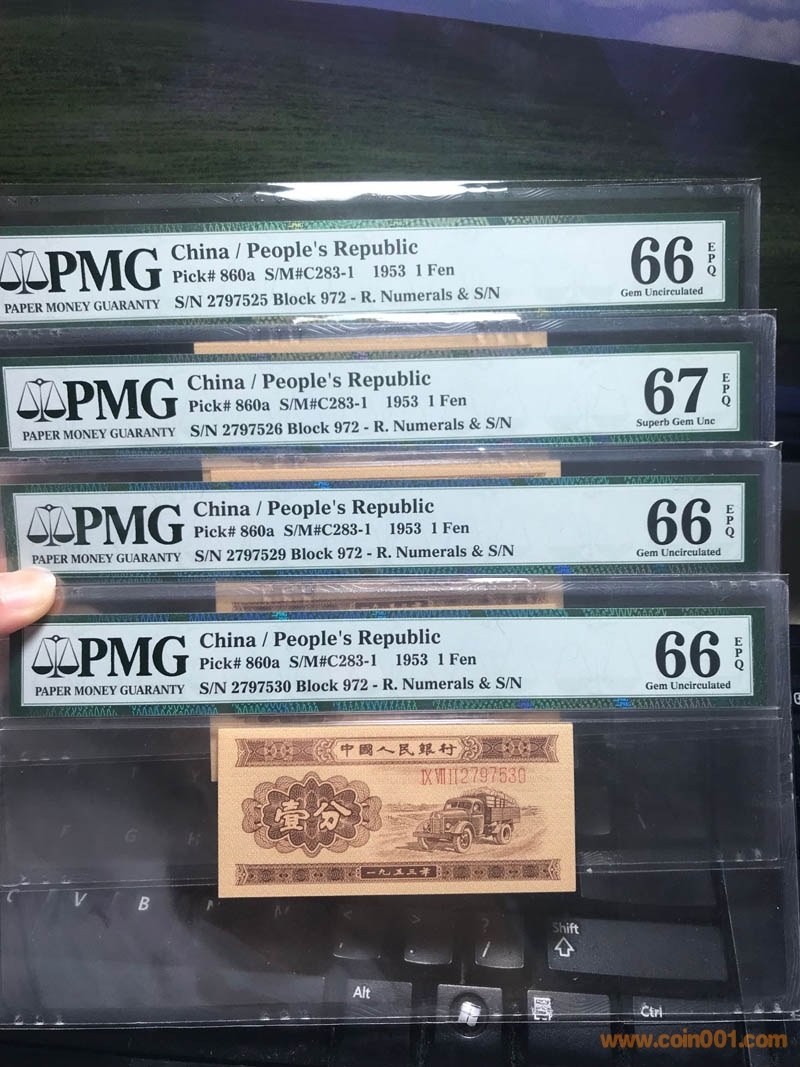 PMG
PAPER MONEY GUARANTY
China / People's Republic
Pick# 860a S/M#C283-1 1953 1 Fen
S/N 2797525 Block 972 - R. Numerals & S/N
66 EPQ
Gem Uncirculated
PMG
PAPER MONEY GUARANTY
China / People's Republic
Pick# 860a S/M#C283-1 1953 1 Fen
S/N 2797526 Block 972 - R. Numerals & S/N
67 EPQ
Superb Gem Unc
PMG
PAPER MONEY GUARANTY
China / People's Republic
Pick# 860a S/M#C283-1 1953 1 Fen
S/N 2797529 Block 972 - R. Numerals & S/N
66 EPQ
Gem Uncirculated
PMG
PAPER MONEY GUARANTY
China / People's Republic
Pick# 860a S/M#C283-1 1953 1 Fen
S/N 2797530 Block 972 - R. Numerals & S/N
66 EPQ
Gem Uncirculated
中國人民銀行
IX VII II 2797530
壹分
一九五三年
F G
C V B N M < > ?
. /
Shift
Alt
Ctrl
www.coin001.com